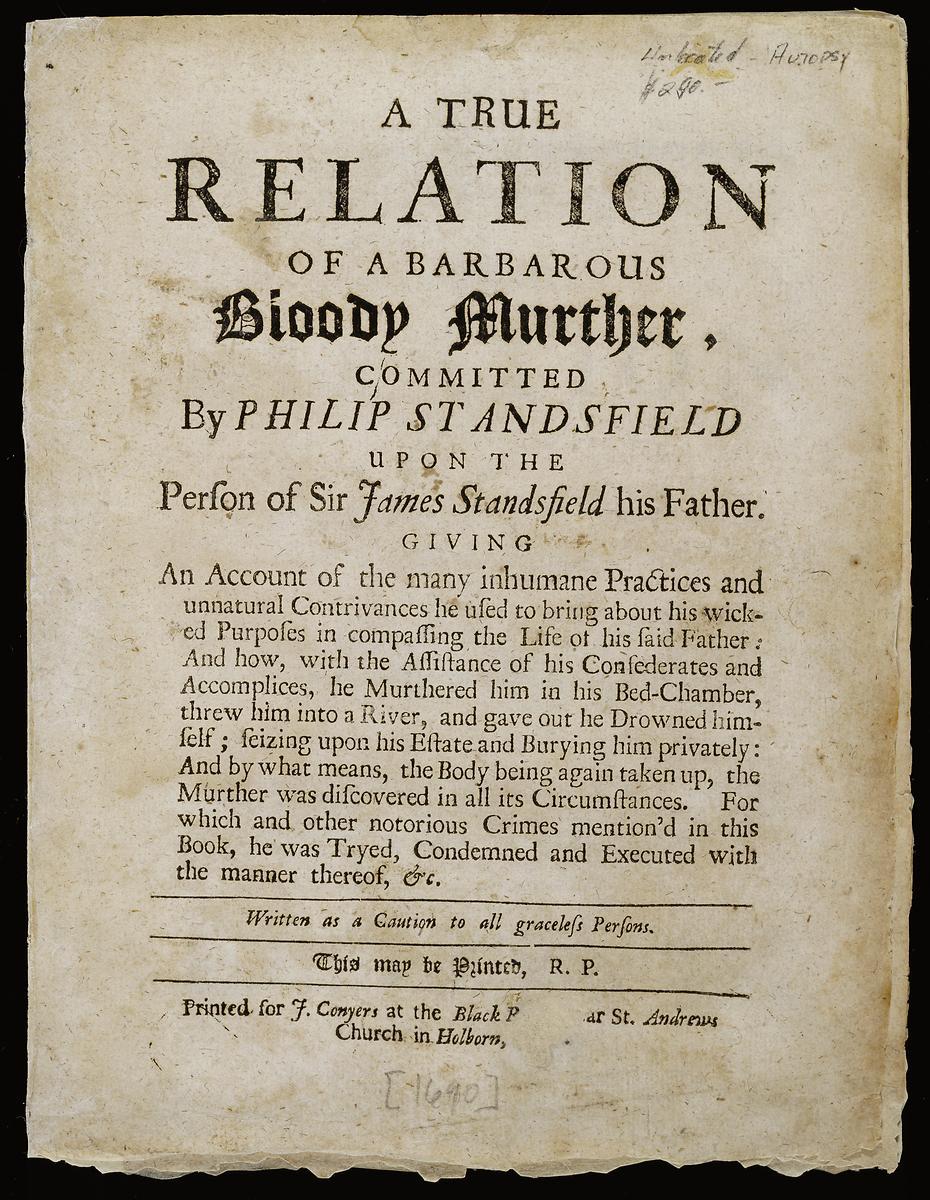 Unlocated - AUTOPSY
$290.-
A TRUE
RELATION
OF A BARBAROUS
Bloody Murther,
COMMITTED
By PHILIP STANDSFIELD
UPON THE
Perſon of Sir James Standsfield his Father.
GIVING
An Account of the many inhumane Practices and
unnatural Contrivances he uſed to bring about his wick-
ed Purpoſes in compaſſing the Life of his ſaid Father :
And how, with the Aſſiſtance of his Confederates and
Accomplices, he Murthered him in his Bed-Chamber,
threw him into a River, and gave out he Drowned him-
ſelf ; ſeizing upon his Eſtate and Burying him privately :
And by what means, the Body being again taken up, the
Murther was diſcovered in all its Circumſtances. For
which and other notorious Crimes mention'd in this
Book, he was Tryed, Condemned and Executed with
the manner thereof, &c.
Written as a Caution to all graceleſs Perſons.
This may be Printed, R. P.
Printed for J. Conyers at the Black P ar St. Andrews
Church in Holborn,
[1690]